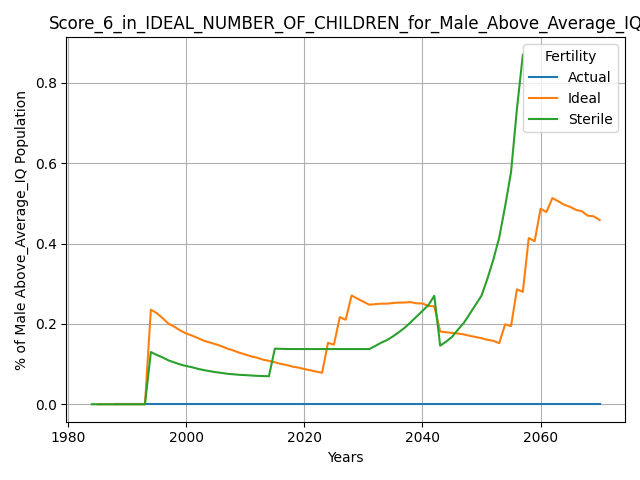 Score_6_in_IDEAL_NUMBER_OF_CHILDREN_for_Male_Above_Average_IQ
% of Male Above_Average_IQ Population
0.8
0.6
0.4
0.2
0.0
1980 2000 2020 2040 2060
Years
Fertility
Actual
Ideal
Sterile